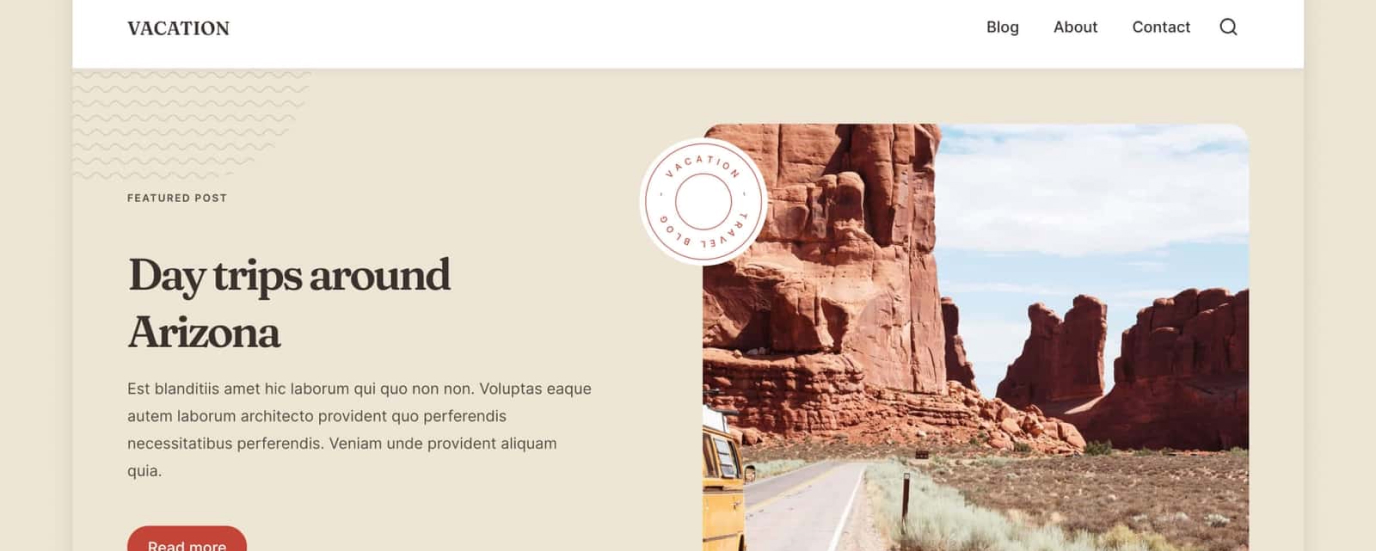 VACATION
Blog About Contact
FEATURED POST
VACATION - TRAVEL BLOG -
Day trips around
Arizona
Est blanditiis amet hic laborum qui quo non non. Voluptas eaque
autem laborum architecto provident quo perferendis
necessitatibus perferendis. Veniam unde provident aliquam
quia.
Read more